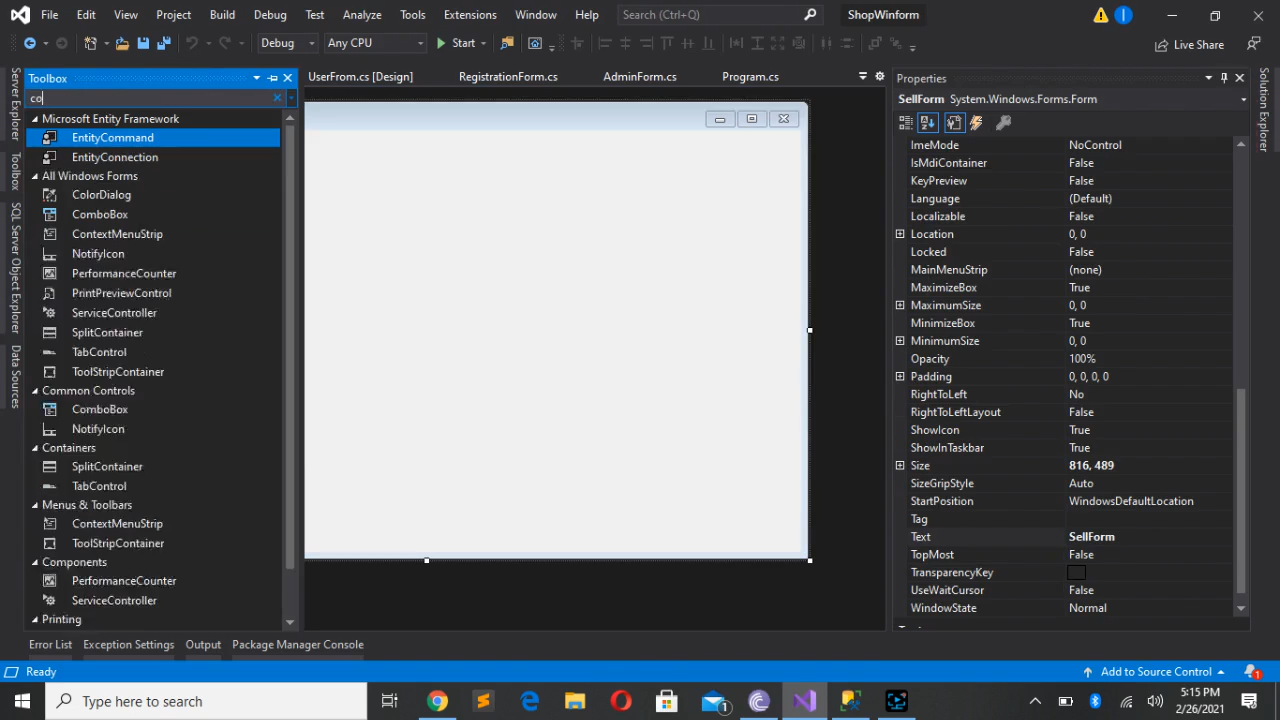 File Edit View Project Build Debug Test Analyze Tools Extensions Window Help Search (Ctrl+Q) ShopWinform
Debug Any CPU Start Live Share
Server Explorer
Toolbox
SQL Server Object Explorer
Data Sources
Toolbox
co
Microsoft Entity Framework
EntityCommand
EntityConnection
All Windows Forms
ColorDialog
ComboBox
ContextMenuStrip
NotifyIcon
PerformanceCounter
PrintPreviewControl
ServiceController
SplitContainer
TabControl
ToolStripContainer
Common Controls
ComboBox
NotifyIcon
Containers
SplitContainer
TabControl
Menus & Toolbars
ContextMenuStrip
ToolStripContainer
Components
PerformanceCounter
ServiceController
Printing
UserFrom.cs [Design] RegistrationForm.cs AdminForm.cs Program.cs
Properties
SellForm System.Windows.Forms.Form
ImeMode NoControl
IsMdiContainer False
KeyPreview False
Language (Default)
Localizable False
Location 0, 0
Locked False
MainMenuStrip (none)
MaximizeBox True
MaximumSize 0, 0
MinimizeBox True
MinimumSize 0, 0
Opacity 100%
Padding 0, 0, 0, 0
RightToLeft No
RightToLeftLayout False
ShowIcon True
ShowInTaskbar True
Size 816, 489
SizeGripStyle Auto
StartPosition WindowsDefaultLocation
Tag
Text SellForm
TopMost False
TransparencyKey
UseWaitCursor False
WindowState Normal
Solution Explorer
Error List Exception Settings Output Package Manager Console
Ready Add to Source Control 1
Type here to search 1 5:15 PM
2/26/2021